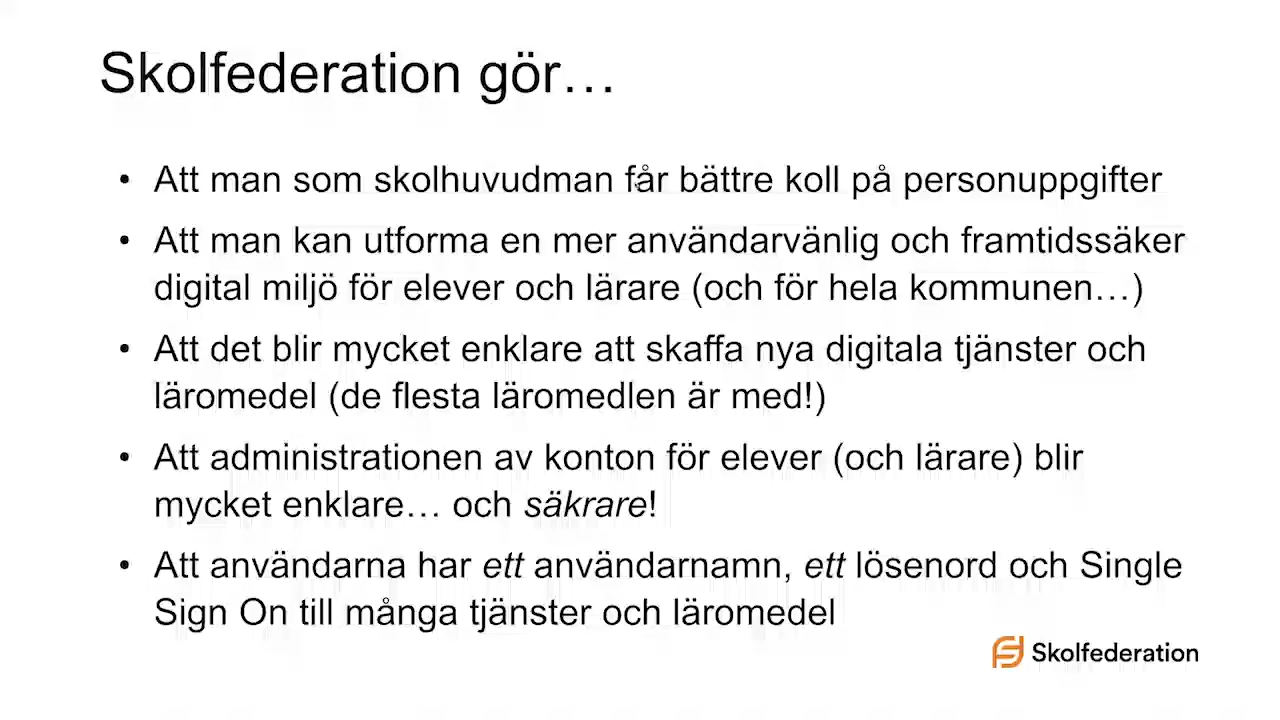 Skolfederation gör…
• Att man som skolhuvudman får bättre koll på personuppgifter
• Att man kan utforma en mer användarvänlig och framtidssäker
digital miljö för elever och lärare (och för hela kommunen…)
• Att det blir mycket enklare att skaffa nya digitala tjänster och
läromedel (de flesta läromedlen är med!)
• Att administrationen av konton för elever (och lärare) blir
mycket enklare… och säkrare!
• Att användarna har ett användarnamn, ett lösenord och Single
Sign On till många tjänster och läromedel
Skolfederation